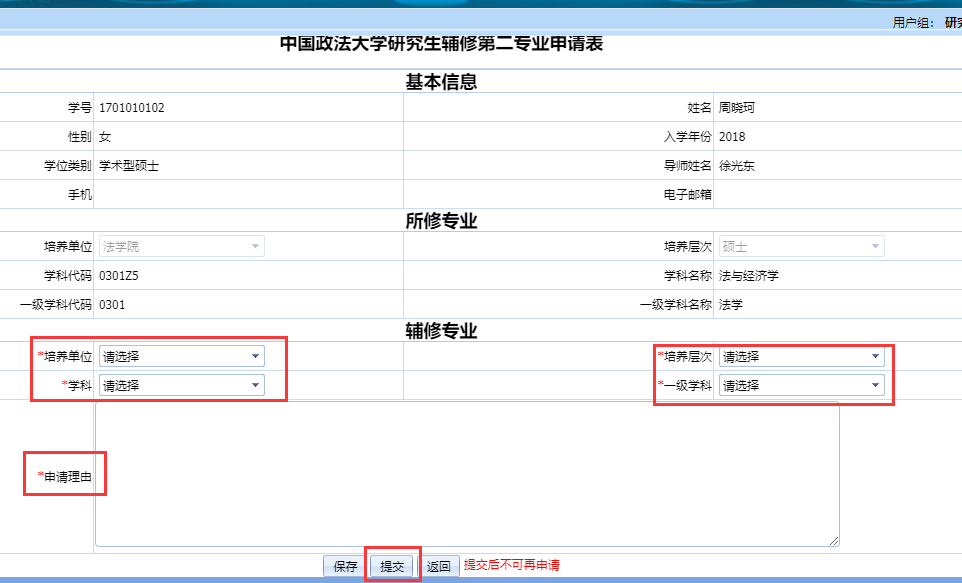 用户组： 研究
中国政法大学研究生辅修第二专业申请表
基本信息
学号 1701010102 姓名 周晓珂
性别 女 入学年份 2018
学位类别 学术型硕士 导师姓名 徐光东
手机 电子邮箱
所修专业
培养单位 法学院 培养层次 硕士
学科代码 0301Z5 学科名称 法与经济学
一级学科代码 0301 一级学科名称 法学
辅修专业
*培养单位 请选择 *培养层次 请选择
*学科 请选择 *一级学科 请选择
*申请理由
保存 提交 返回 提交后不可再申请